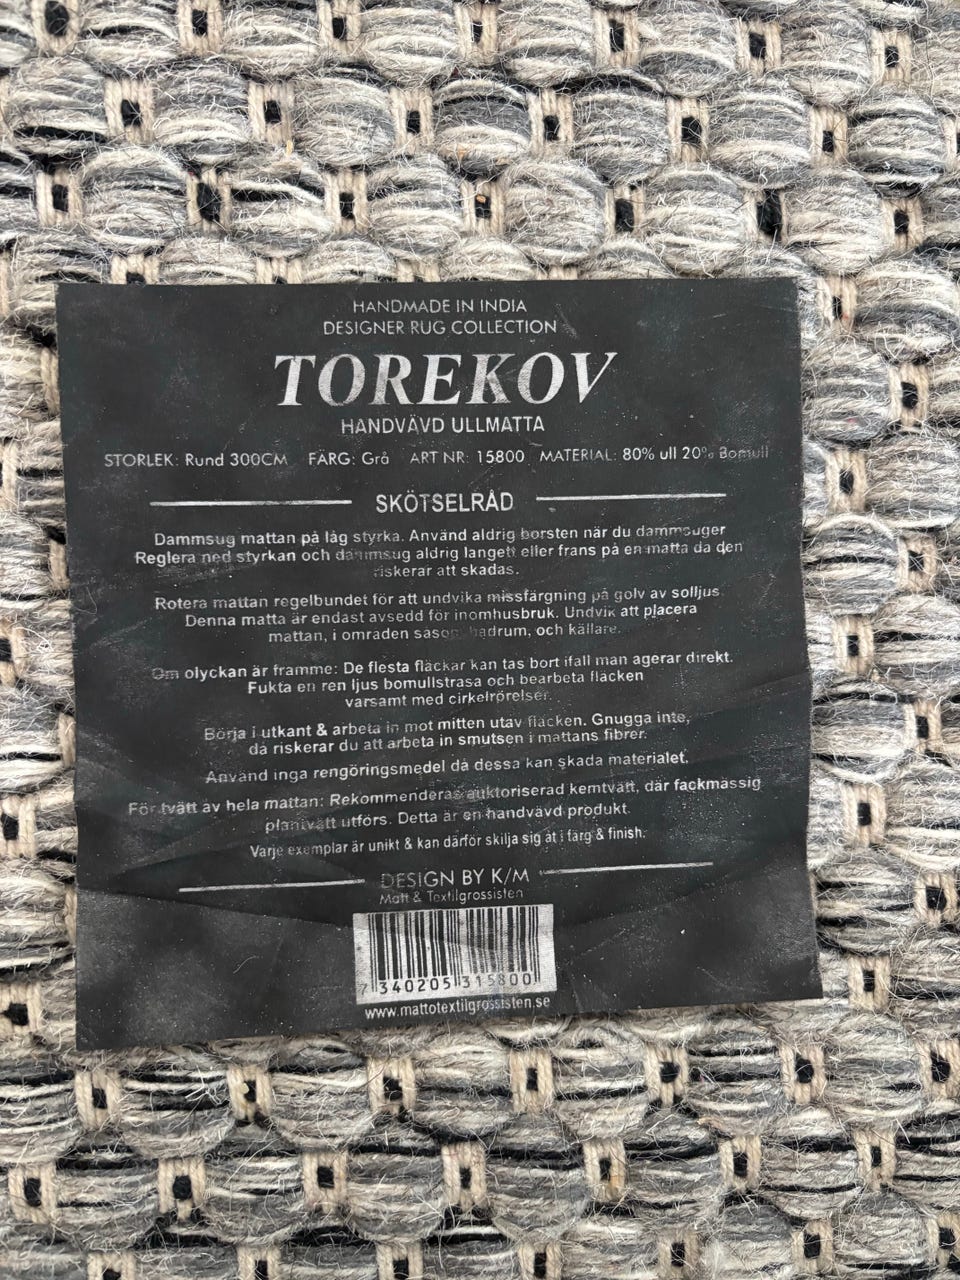 HANDMADE IN INDIA
DESIGNER RUG COLLECTION
TOREKOV
HANDVÄVD ULLMATTA
STORLEK: Rund 300CM FÄRG: Grå ART NR: 15800 MATERIAL: 80% ull 20% Bomull
SKÖTSELRÅD
Dammsug mattan på låg styrka. Använd aldrig borsten när du dammsuger
Reglera ned styrkan och dammsug aldrig langett eller frans på en matta da den
riskerar att skadas.
Rotera mattan regelbundet för att undvika missfärgning på golv av solljus
Denna matta är endast avsedd för inomhusbruk. Undvik att placera
mattan, i omraden sasom badrum, och källare.
Om olyckan är framme: De flesta fläckar kan tas bort ifall man agerar direkt.
Fukta en ren ljus bomullstrasa och bearbeta fläcken
varsamt med cirkelrörelser.
Börja i utkant & arbeta in mot mitten utav fläcken. Gnugga inte,
då riskerar du att arbeta in smutsen i mattans fibrer.
Använd inga rengöringsmedel då dessa kan skada materialet.
För tvätt av hela mattan: Rekommenderas auktoriserad kemtvätt, där fackmässig
plantvätt utförs. Detta är en handvävd produkt.
Varje exemplar är unikt & kan därför skilja sig åt i färg & finish.
DESIGN BY K/M
Matt & Textilgrossisten
7 340205 315800
www.mattotextilgrossisten.se